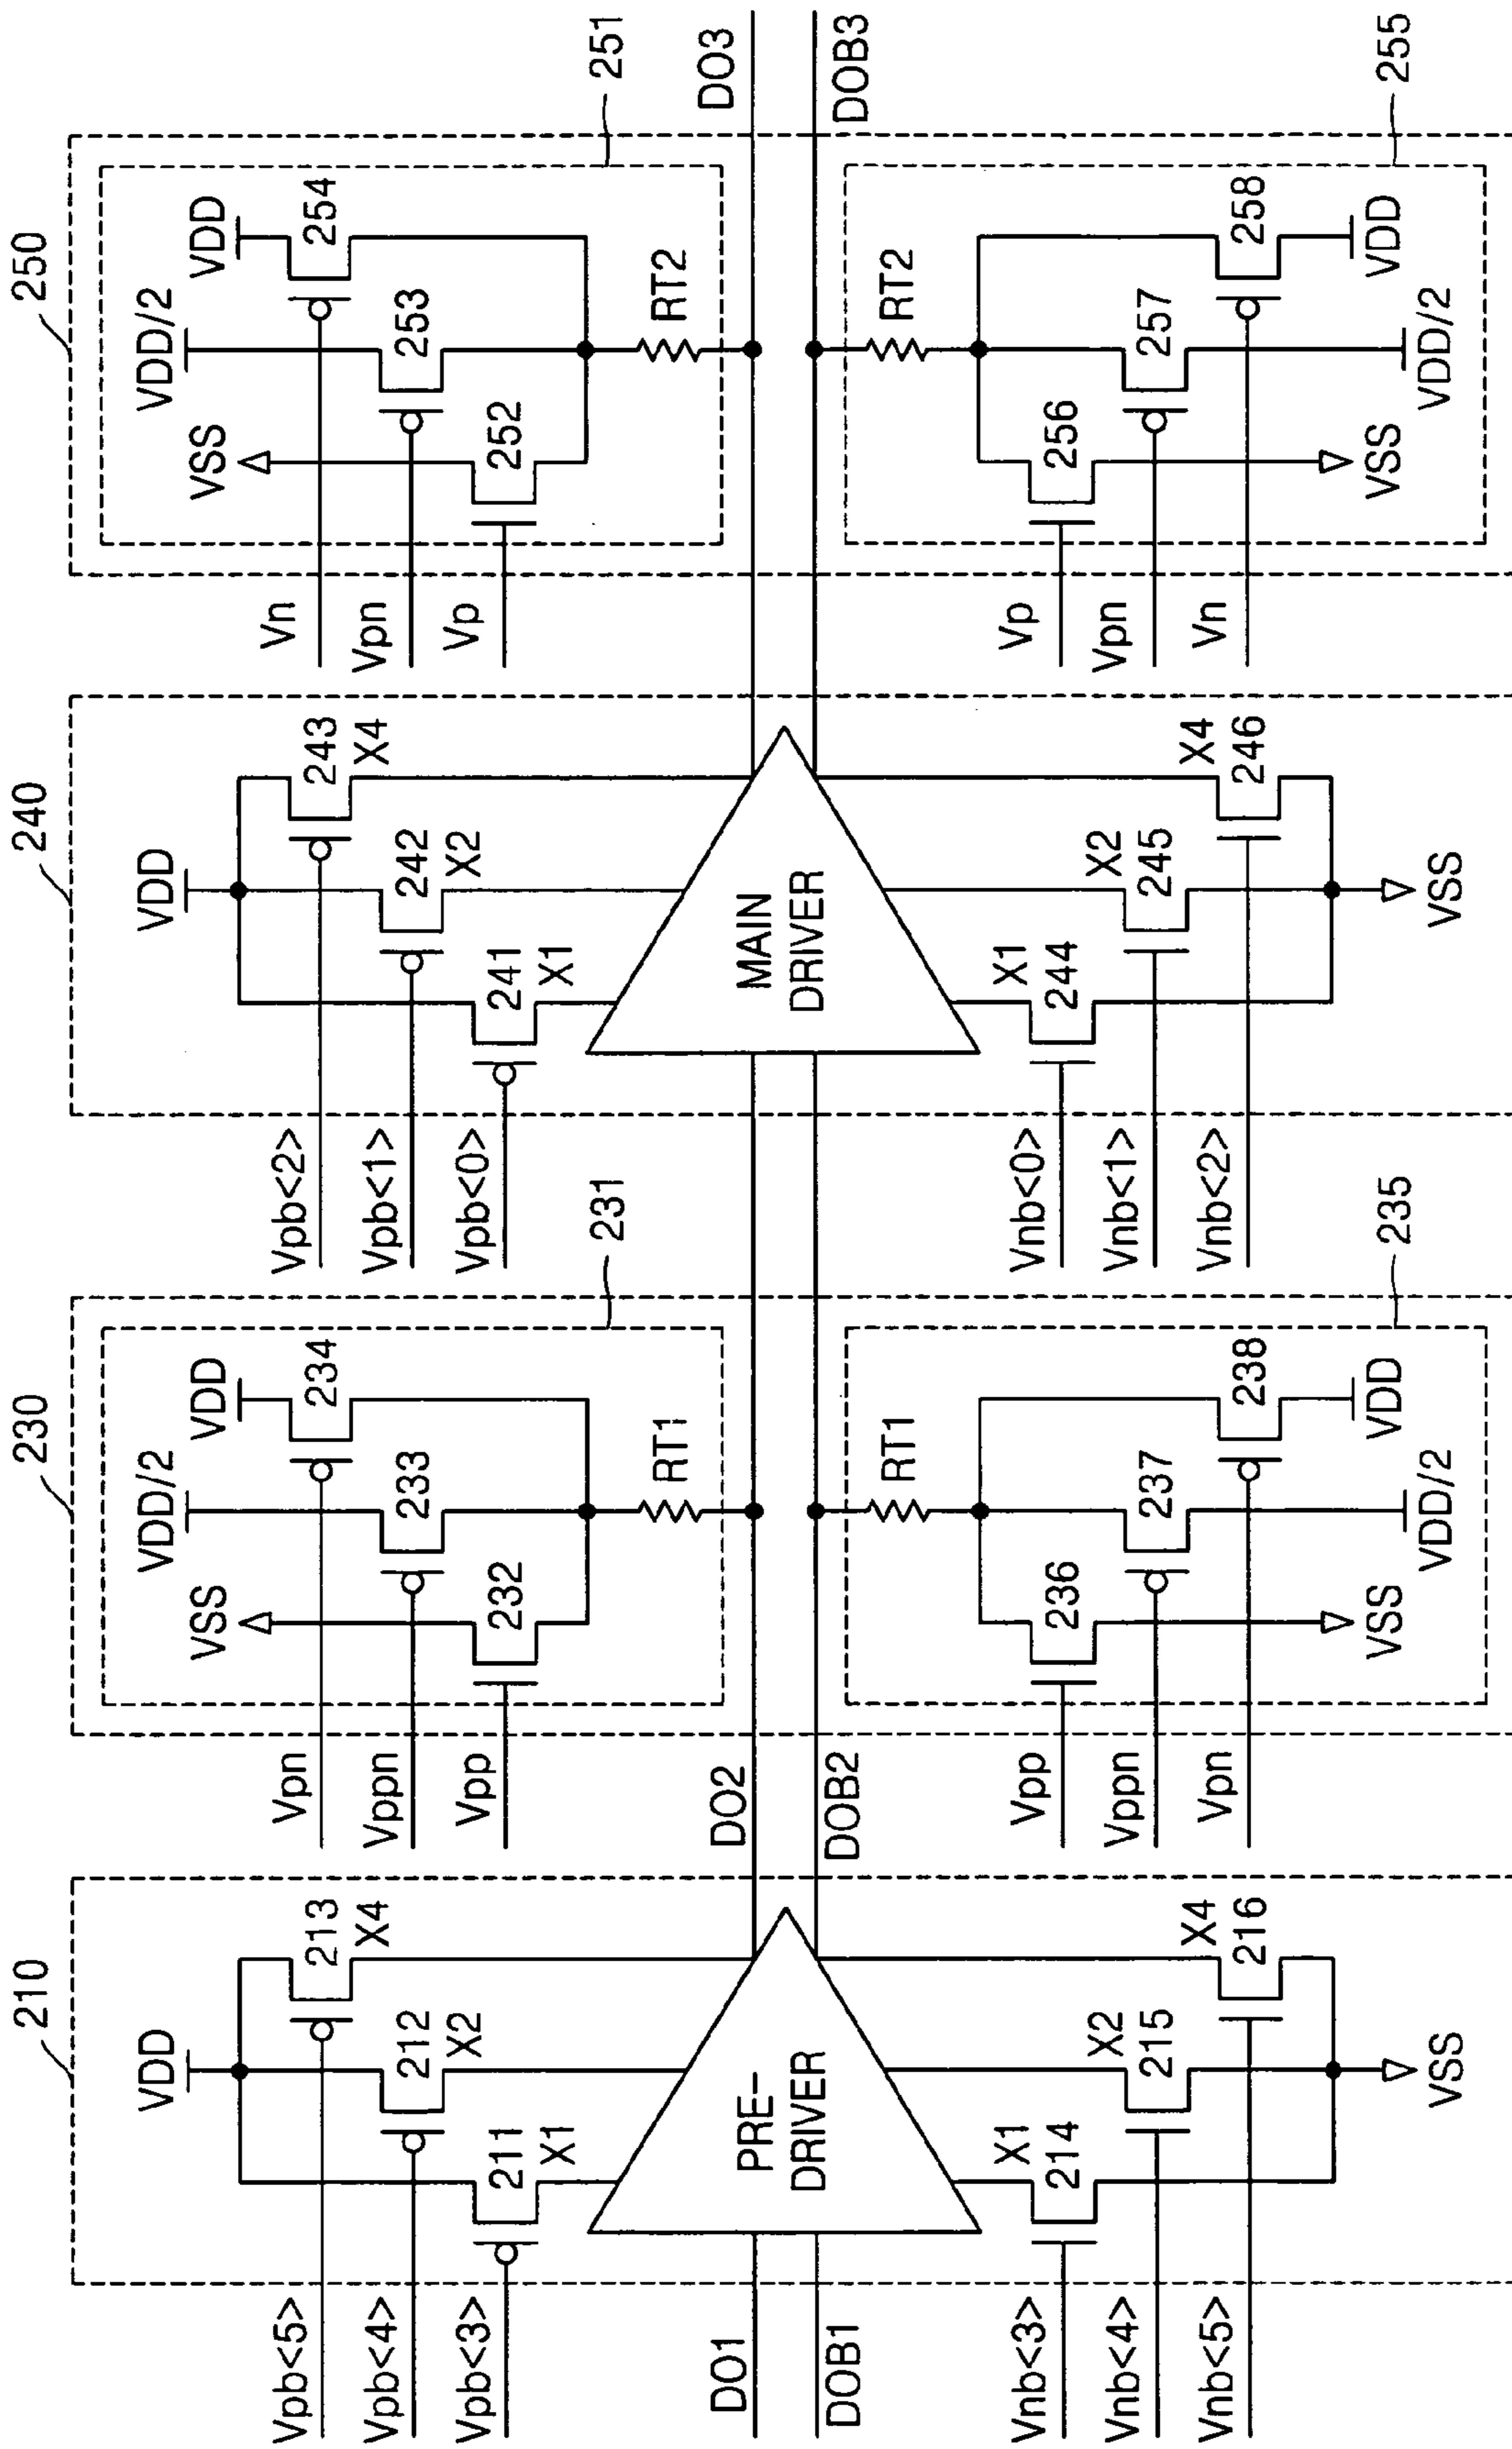 210
VDD
213
X4
212
X2
211
X1
Vpb<5>
Vpb<4>
Vpb<3>
DO1
DOB1
PRE-
DRIVER
X1
214
X2
215
X4
216
Vnb<3>
Vnb<4>
Vnb<5>
VSS
230
VDD
234
VDD/2
233
VSS
232
Vpn
Vppn
Vpp
RT1
231
DO2
DOB2
RT1
236
237
238
Vpp
Vppn
Vpn
VSS
VDD/2
VDD
235
240
VDD
243
X4
242
X2
241
X1
Vpb<2>
Vpb<1>
Vpb<0>
MAIN
DRIVER
X1
244
X2
245
X4
246
Vnb<0>
Vnb<1>
Vnb<2>
VSS
250
VDD
254
VDD/2
253
VSS
252
Vn
Vpn
Vp
RT2
251
DO3
DOB3
RT2
256
257
258
Vp
Vpn
Vn
VSS
VDD/2
VDD
255